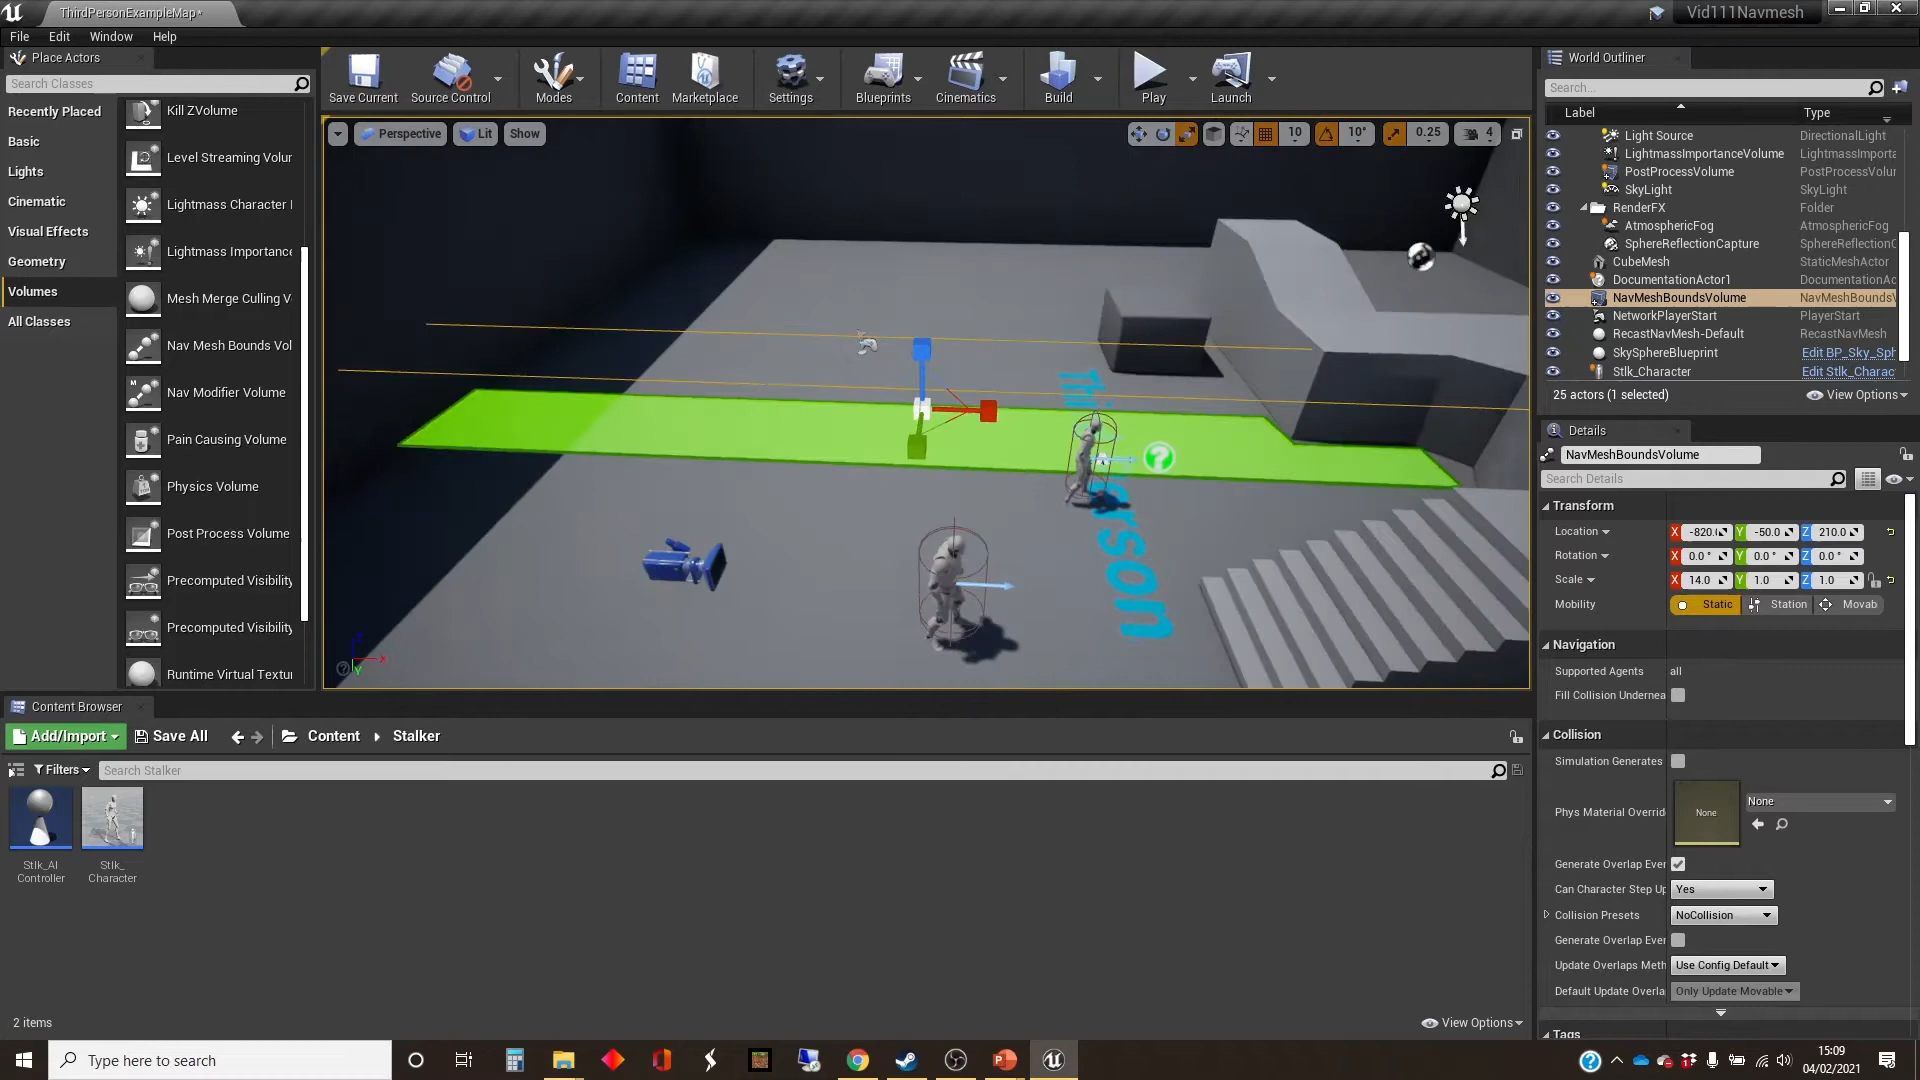 ThirdPersonExampleMap*
Vid111Navmesh
File Edit Window Help
Place Actors
Search Classes
Recently Placed
Basic
Lights
Cinematic
Visual Effects
Geometry
Volumes
All Classes
Kill ZVolume
Level Streaming Volur
Lightmass Character I
Lightmass Importance
Mesh Merge Culling V
Nav Mesh Bounds Vol
Nav Modifier Volume
Pain Causing Volume
Physics Volume
Post Process Volume
Precomputed Visibility
Precomputed Visibility
Runtime Virtual Textur
Save Current Source Control Modes Content Marketplace Settings Blueprints Cinematics Build Play Launch
Perspective Lit Show
10 10° 0.25 4
Thi
erson
Z X Y
World Outliner
Search...
Label Type
Light Source DirectionalLight
LightmassImportanceVolume LightmassImporta
PostProcessVolume PostProcessVolur
SkyLight SkyLight
RenderFX Folder
AtmosphericFog AtmosphericFog
SphereReflectionCapture SphereReflectionC
CubeMesh StaticMeshActor
DocumentationActor1 DocumentationAc
NavMeshBoundsVolume NavMeshBoundsV
NetworkPlayerStart PlayerStart
RecastNavMesh-Default RecastNavMesh
SkySphereBlueprint Edit BP_Sky_Sph
Stlk_Character Edit Stlk_Charac
25 actors (1 selected) View Options
Details
NavMeshBoundsVolume
Search Details
Transform
Location X -820.0 Y -50.0 Z 210.0
Rotation X 0.0 ° Y 0.0 ° Z 0.0 °
Scale X 14.0 Y 1.0 Z 1.0
Mobility Static Station Movab
Navigation
Supported Agents all
Fill Collision Undernea
Collision
Simulation Generates
Phys Material Overrid None None
Generate Overlap Ever
Can Character Step Up Yes
Collision Presets NoCollision
Generate Overlap Ever
Update Overlaps Meth Use Config Default
Default Update Overla Only Update Movable
Tags
Content Browser
Add/Import Save All Content Stalker
Filters Search Stalker
Stlk_AI
Controller
Stlk_
Character
2 items View Options
Type here to search
15:09
04/02/2021